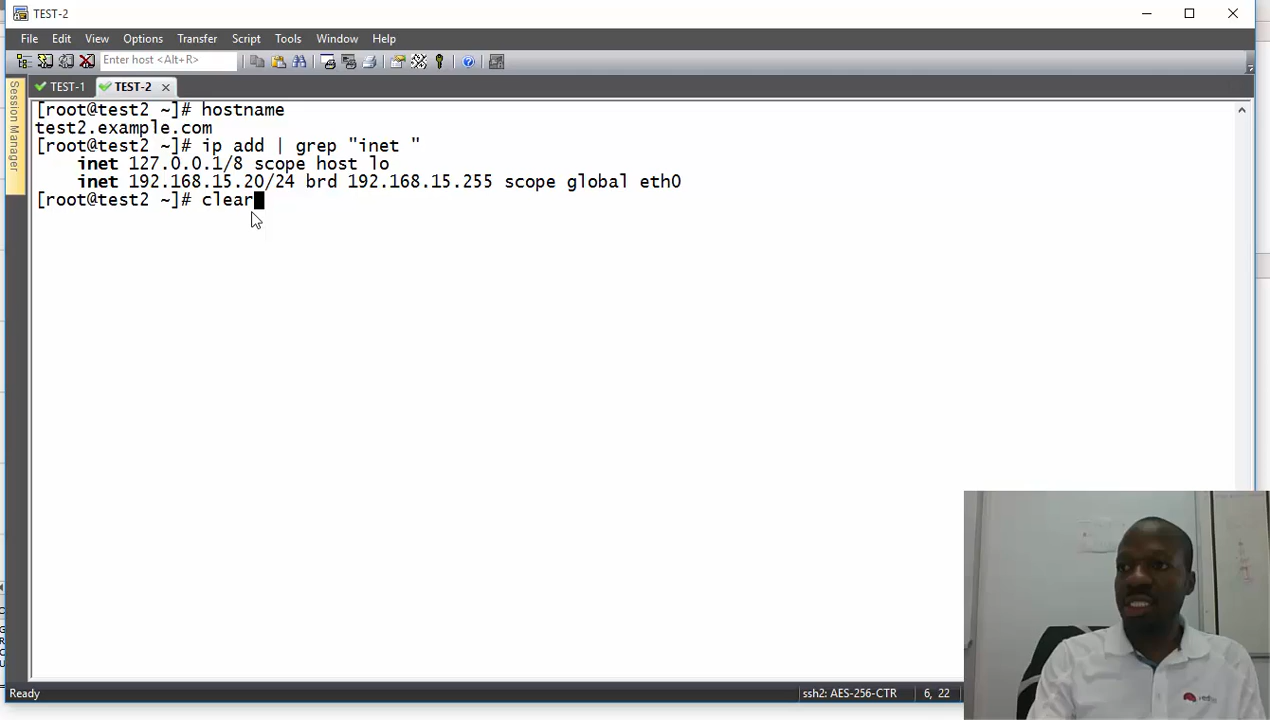 TEST-2
File Edit View Options Transfer Script Tools Window Help
Enter host <Alt+R>
TEST-1 TEST-2
Session Manager
[root@test2 ~]# hostname
test2.example.com
[root@test2 ~]# ip add | grep "inet "
inet 127.0.0.1/8 scope host lo
inet 192.168.15.20/24 brd 192.168.15.255 scope global eth0
[root@test2 ~]# clear
Ready ssh2: AES-256-CTR 6, 22